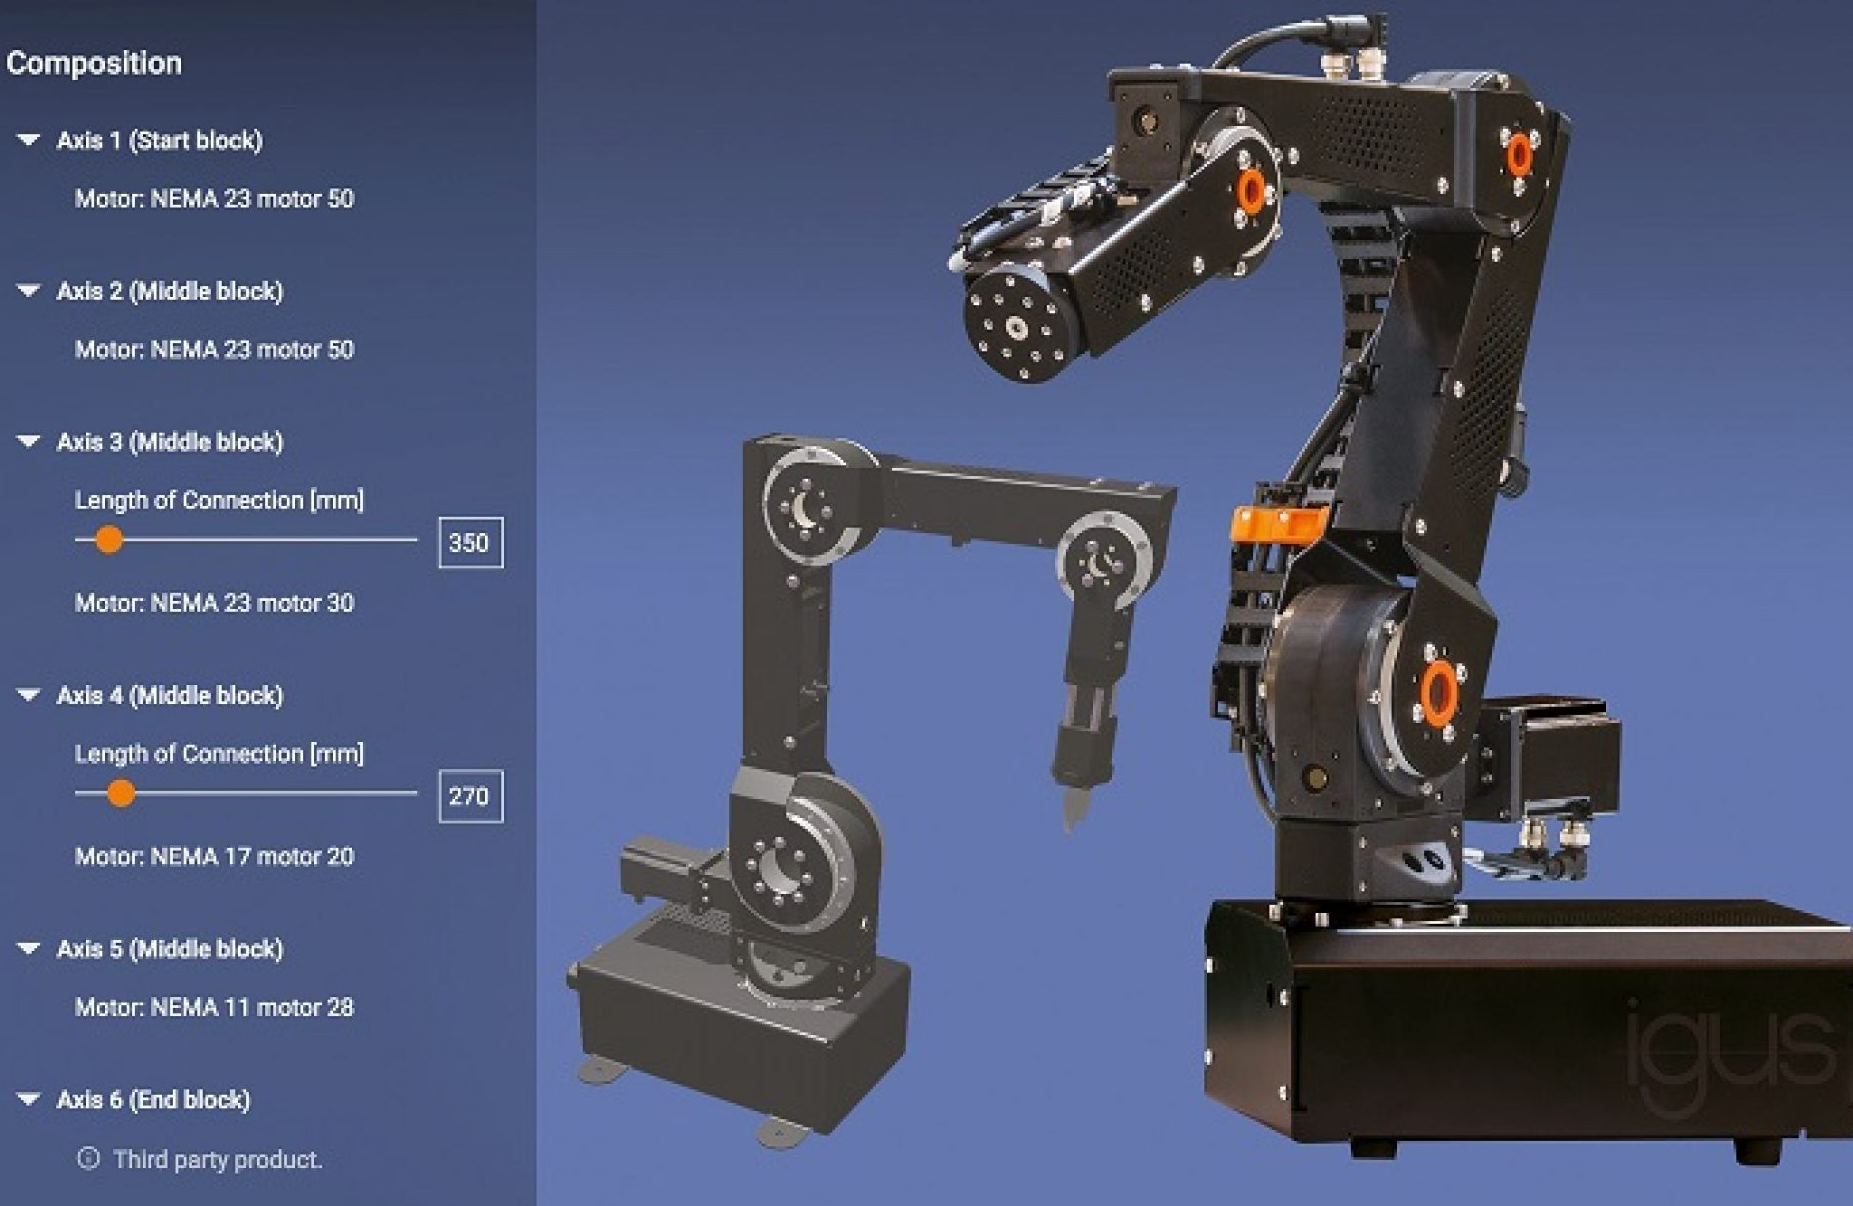 Composition
Axis 1 (Start block)
Motor: NEMA 23 motor 50
Axis 2 (Middle block)
Motor: NEMA 23 motor 50
Axis 3 (Middle block)
Length of Connection [mm]
350
Motor: NEMA 23 motor 30
Axis 4 (Middle block)
Length of Connection [mm]
270
Motor: NEMA 17 motor 20
Axis 5 (Middle block)
Motor: NEMA 11 motor 28
Axis 6 (End block)
Third party product.
igus